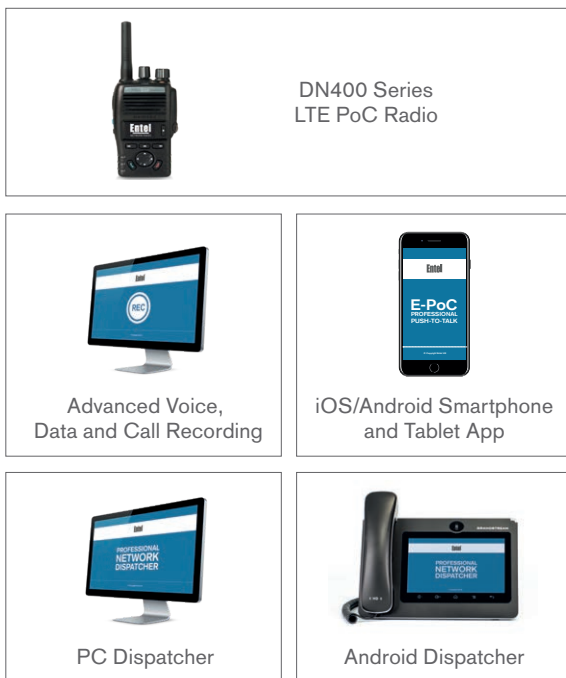 DN400 Series
LTE PoC Radio
Entel
Entel
REC
Advanced Voice,
Data and Call Recording
Entel
E-PoC
PROFESSIONAL
PUSH-TO-TALK
iOS/Android Smartphone
and Tablet App
Entel
PROFESSIONAL
NETWORK
DISPATCHER
PC Dispatcher
Entel
PROFESSIONAL
NETWORK
DISPATCHER
Android Dispatcher